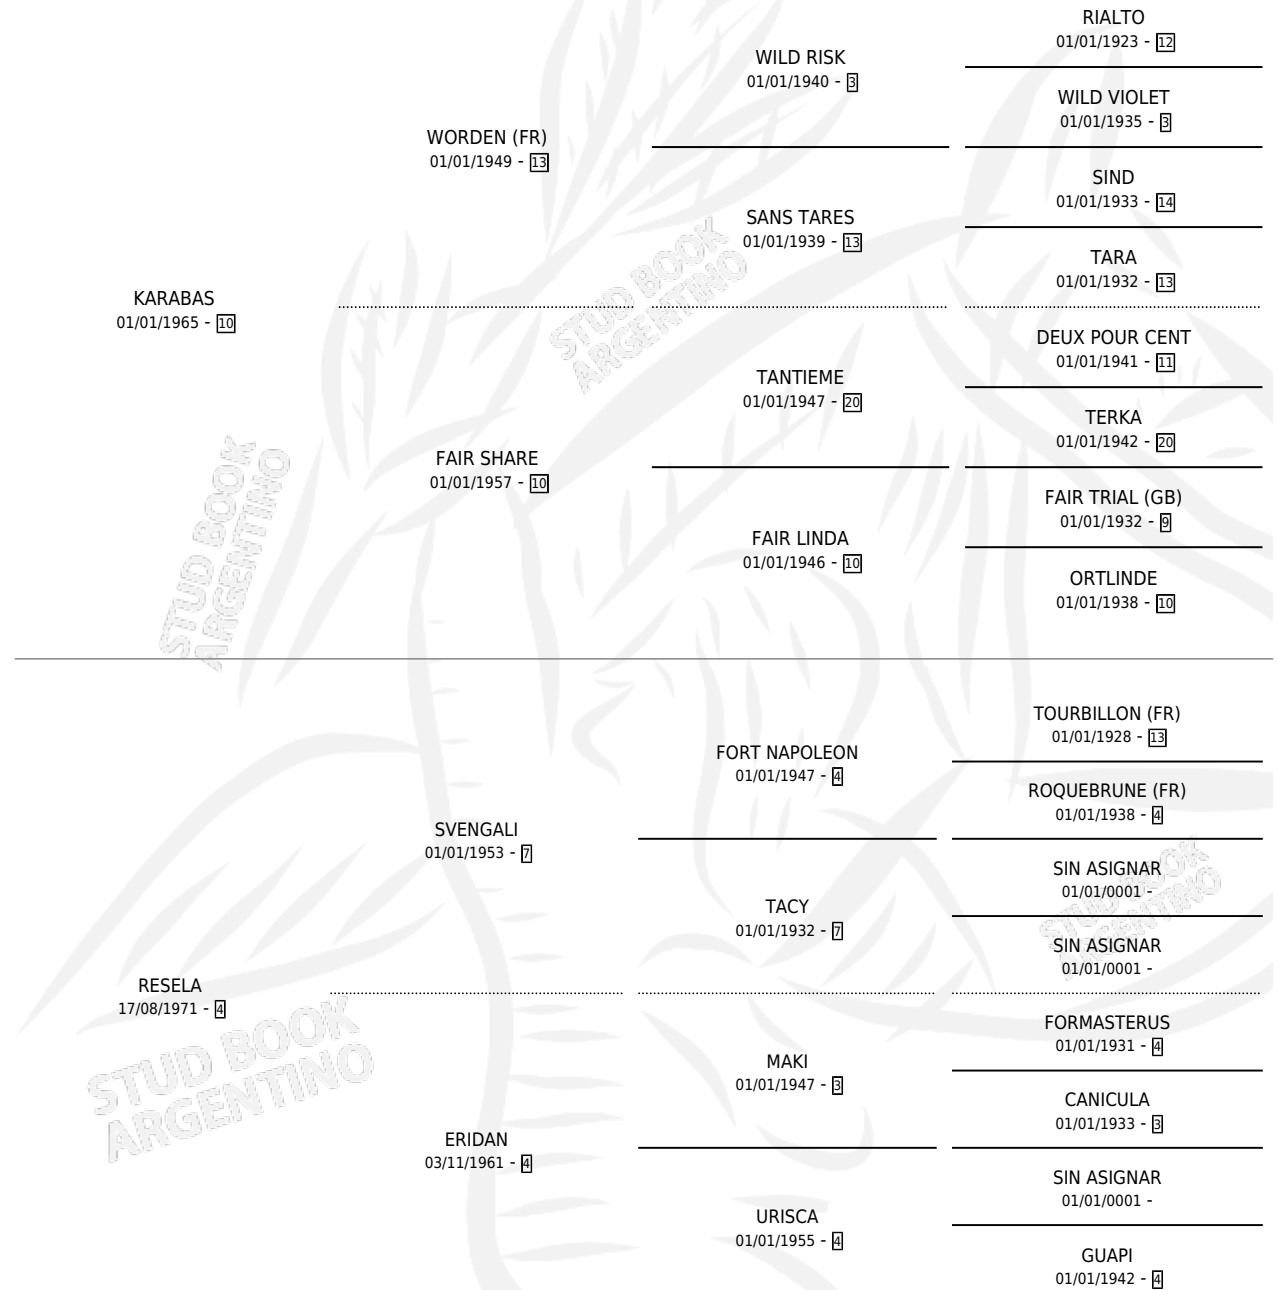 RIALTO
01/01/1923 - 12
WILD RISK
01/01/1940 - 3
WILD VIOLET
01/01/1935 - 3
WORDEN (FR)
01/01/1949 - 13
SIND
01/01/1933 - 14
SANS TARES
01/01/1939 - 13
TARA
01/01/1932 - 13
KARABAS
01/01/1965 - 10
DEUX POUR CENT
01/01/1941 - 11
TANTIEME
01/01/1947 - 20
TERKA
01/01/1942 - 20
FAIR SHARE
01/01/1957 - 10
FAIR TRIAL (GB)
01/01/1932 - 9
FAIR LINDA
01/01/1946 - 10
ORTLINDE
01/01/1938 - 10
TOURBILLON (FR)
01/01/1928 - 13
FORT NAPOLEON
01/01/1947 - 4
ROQUEBRUNE (FR)
01/01/1938 - 4
SVENGALI
01/01/1953 - 7
SIN ASIGNAR
01/01/0001 -
TACY
01/01/1932 - 7
SIN ASIGNAR
01/01/0001 -
RESELA
17/08/1971 - 4
FORMASTERUS
01/01/1931 - 4
MAKI
01/01/1947 - 3
CANICULA
01/01/1933 - 3
ERIDAN
03/11/1961 - 4
SIN ASIGNAR
01/01/0001 -
URISCA
01/01/1955 - 4
GUAPI
01/01/1942 - 4
STUD BOOK
ARGENTINO
STUD BOOK
ARGENTINO
STUD BOOK
ARGENTINO
STUD BOOK
ARGENTINO